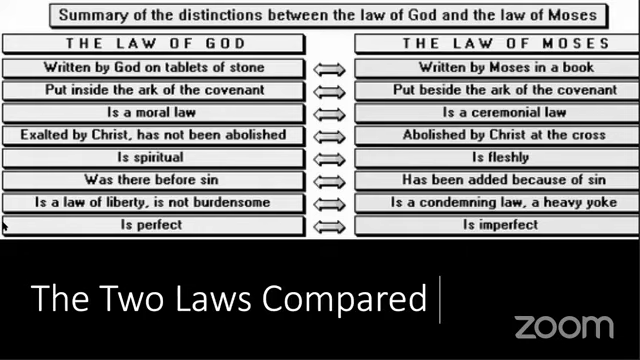 Summary of the distinctions between the law of God and the law of Moses
THE LAW OF GOD THE LAW OF MOSES
Written by God on tablets of stone Written by Moses in a book
Put inside the ark of the covenant Put beside the ark of the covenant
Is a moral law Is a ceremonial law
Exalted by Christ, has not been abolished Abolished by Christ at the cross
Is spiritual Is fleshly
Was there before sin Has been added because of sin
Is a law of liberty, is not burdensome Is a condemning law, a heavy yoke
Is perfect Is imperfect
The Two Laws Compared
zoom